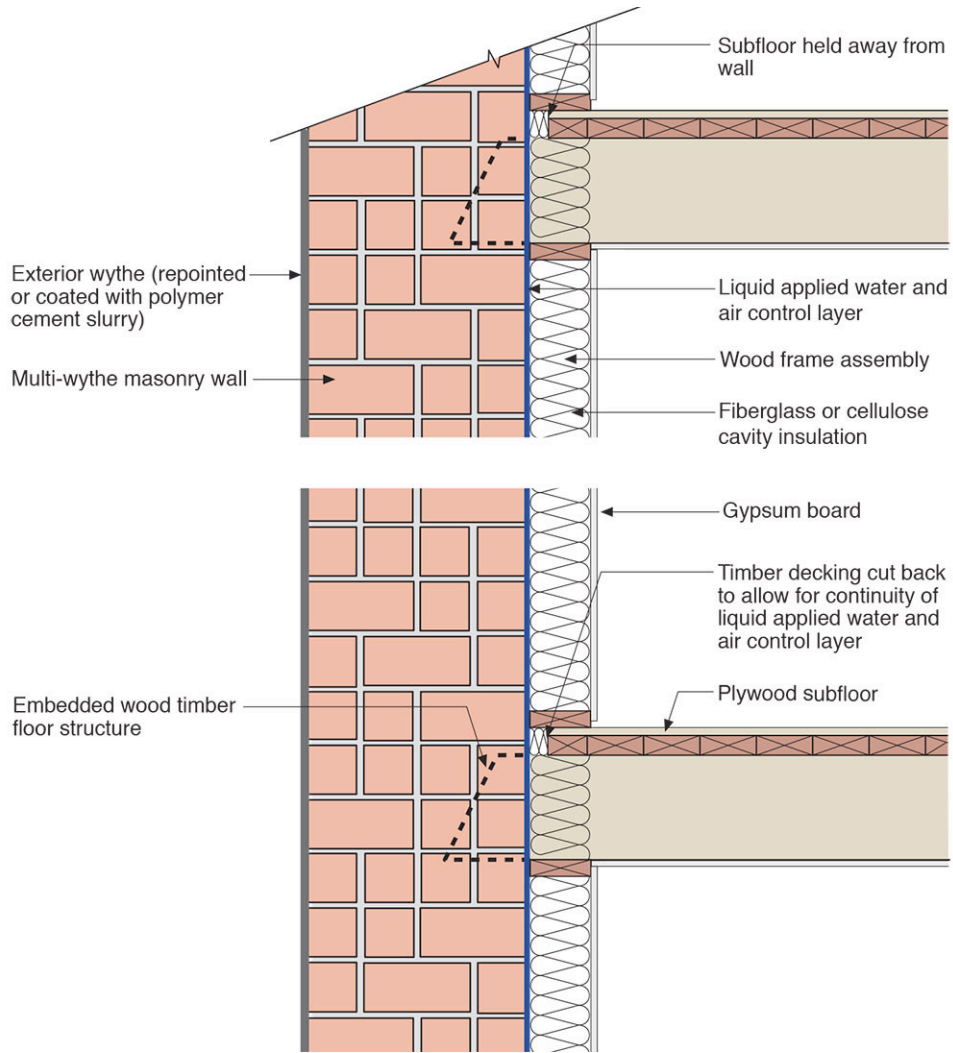 Subfloor held away from
wall
Exterior wythe (repointed
or coated with polymer
cement slurry)
Multi-wythe masonry wall
Liquid applied water and
air control layer
Wood frame assembly
Fiberglass or cellulose
cavity insulation
Gypsum board
Timber decking cut back
to allow for continuity of
liquid applied water and
air control layer
Embedded wood timber
floor structure
Plywood subfloor